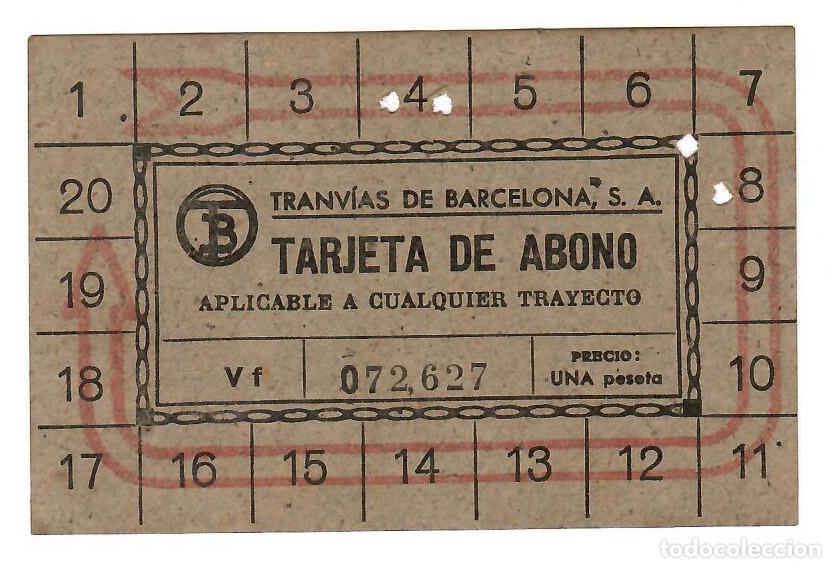 1 2 3 4 5 6 7
20 8
TB
TRANVÍAS DE BARCELONA, S. A.
TARJETA DE ABONO
APLICABLE A CUALQUIER TRAYECTO
19 9
Vf 072,627 PRECIO:
UNA peseta
18 10
17 16 15 14 13 12 11
todocoleccion